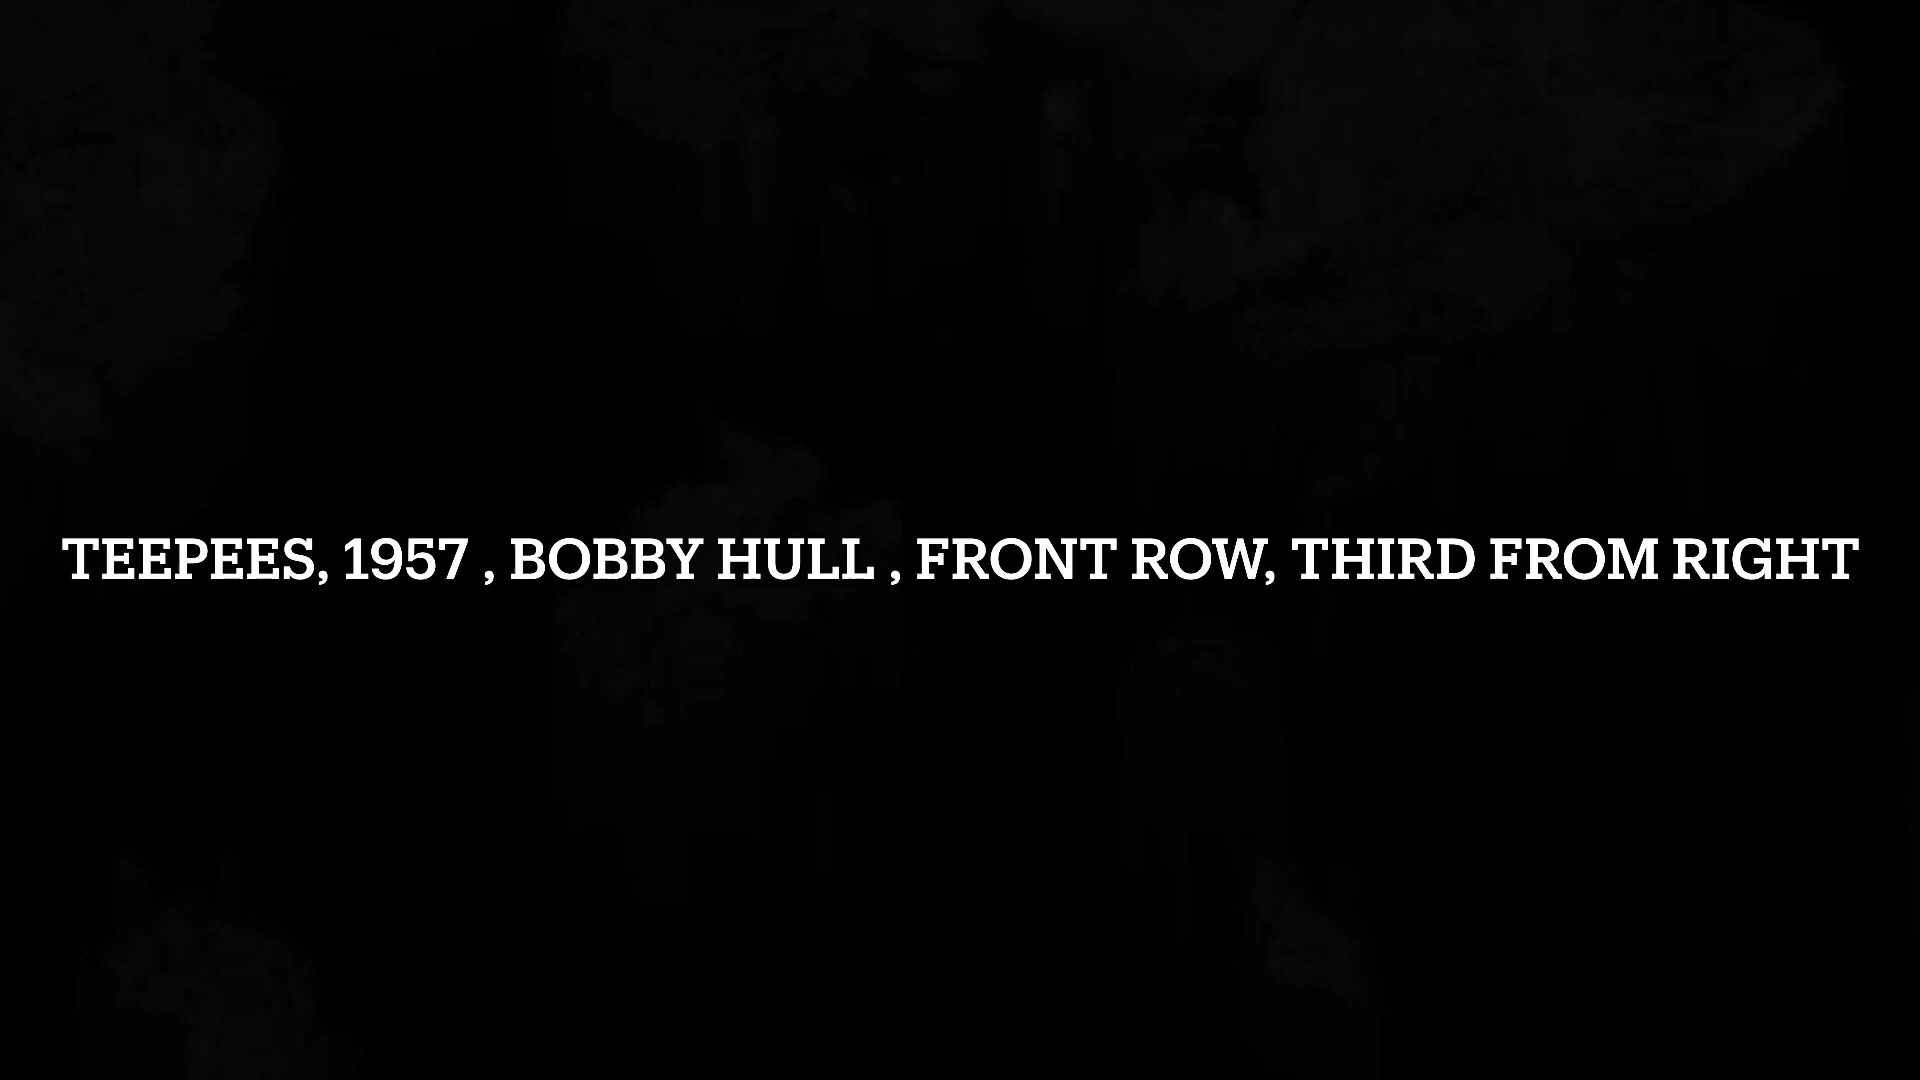 TEEPEES, 1957 , BOBBY HULL , FRONT ROW, THIRD FROM RIGHT